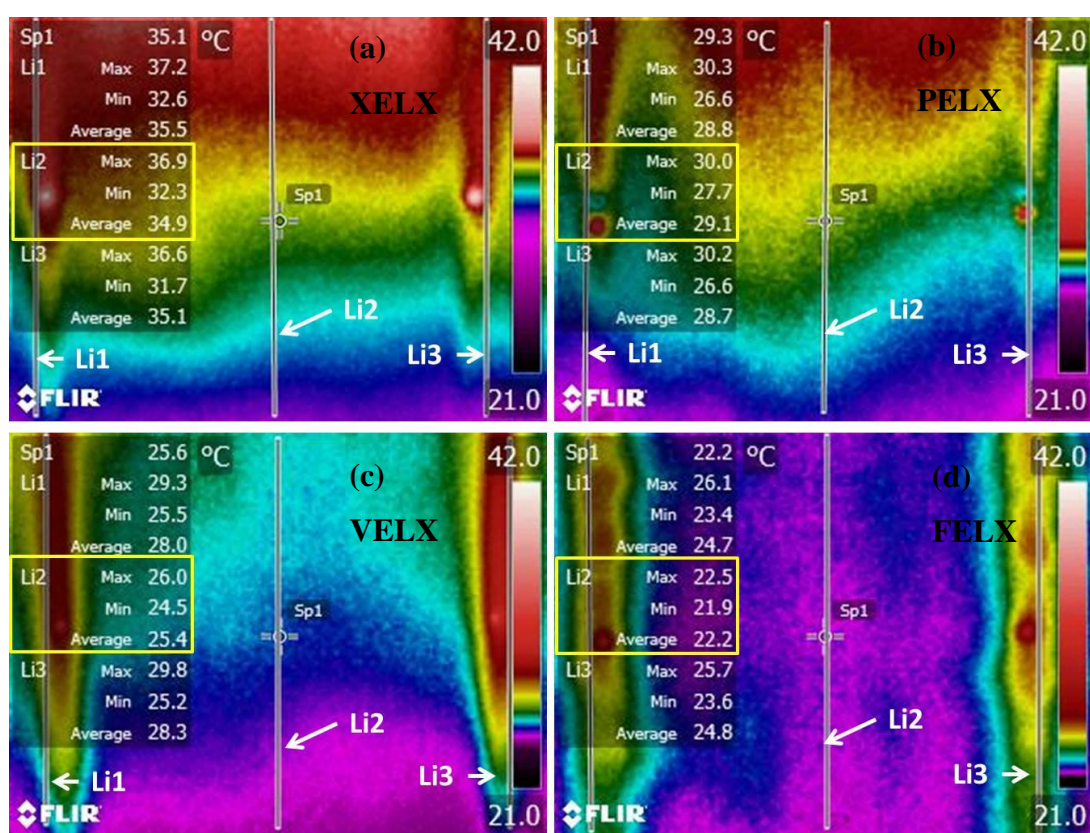 Sp1 35.1 °C (a) 42.0
Li1 Max 37.2
XELX
Min 32.6
Average 35.5
Li2 Max 36.9
Min 32.3
Sp1
Average 34.9
Li3 Max 36.6
Min 31.7
Average 35.1
Li2
Li1
Li3
FLIR
21.0
Sp1 29.3 °C (b) 42.0
Li1 Max 30.3
PELX
Min 26.6
Average 28.8
Li2 Max 30.0
Min 27.7
Sp1
Average 29.1
Li3 Max 30.2
Min 26.6
Average 28.7
Li2
Li1
Li3
FLIR
21.0
Sp1 25.6 °C (c) 42.0
Li1 Max 29.3
Min 25.5
VELX
Average 28.0
Li2 Max 26.0
Min 24.5
Sp1
Average 25.4
Li3 Max 29.8
Min 25.2
Average 28.3
Li2
Li1
Li3
FLIR
21.0
Sp1 22.2 °C (d) 42.0
Li1 Max 26.1
Min 23.4
FELX
Average 24.7
Li2 Max 22.5
Min 21.9
Sp1
Average 22.2
Li3 Max 25.7
Min 23.6
Average 24.8
Li2
Li3
FLIR
21.0